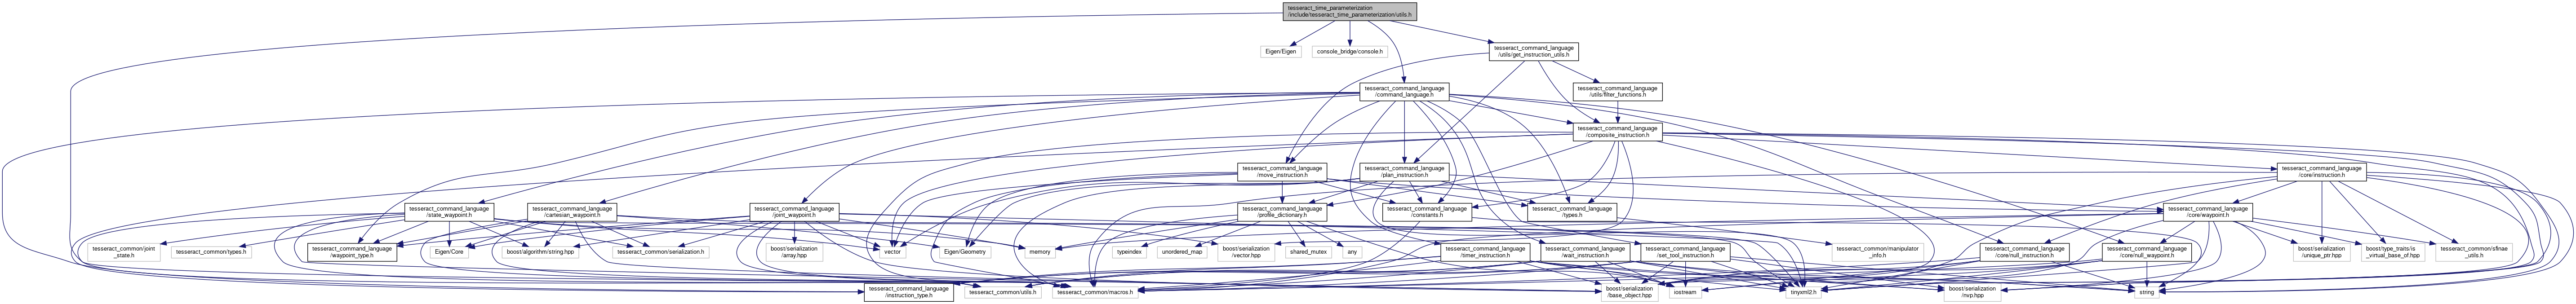 tesseract_time_parameterization
/include/tesseract_time_parameterization/utils.h
Eigen/Eigen
console_bridge/console.h
tesseract_command_language
/utils/get_instruction_utils.h
tesseract_command_language
/command_language.h
tesseract_command_language
/utils/filter_functions.h
tesseract_command_language
/composite_instruction.h
tesseract_command_language
/move_instruction.h
tesseract_command_language
/plan_instruction.h
tesseract_command_language
/core/instruction.h
tesseract_command_language
/state_waypoint.h
tesseract_command_language
/cartesian_waypoint.h
tesseract_command_language
/joint_waypoint.h
tesseract_command_language
/profile_dictionary.h
tesseract_command_language
/constants.h
tesseract_command_language
/types.h
tesseract_command_language
/core/waypoint.h
tesseract_common/joint
_state.h
tesseract_common/types.h
tesseract_command_language
/waypoint_type.h
Eigen/Core
boost/algorithm/string.hpp
tesseract_common/serialization.h
boost/serialization
/array.hpp
vector
Eigen/Geometry
memory
typeindex
unordered_map
boost/serialization
/vector.hpp
shared_mutex
any
tesseract_command_language
/timer_instruction.h
tesseract_command_language
/wait_instruction.h
tesseract_command_language
/set_tool_instruction.h
tesseract_common/manipulator
_info.h
tesseract_command_language
/core/null_instruction.h
tesseract_command_language
/core/null_waypoint.h
boost/serialization
/unique_ptr.hpp
boost/type_traits/is
_virtual_base_of.hpp
tesseract_common/sfinae
_utils.h
tesseract_command_language
/instruction_type.h
tesseract_common/utils.h
tesseract_common/macros.h
boost/serialization
/base_object.hpp
iostream
tinyxml2.h
boost/serialization
/nvp.hpp
string